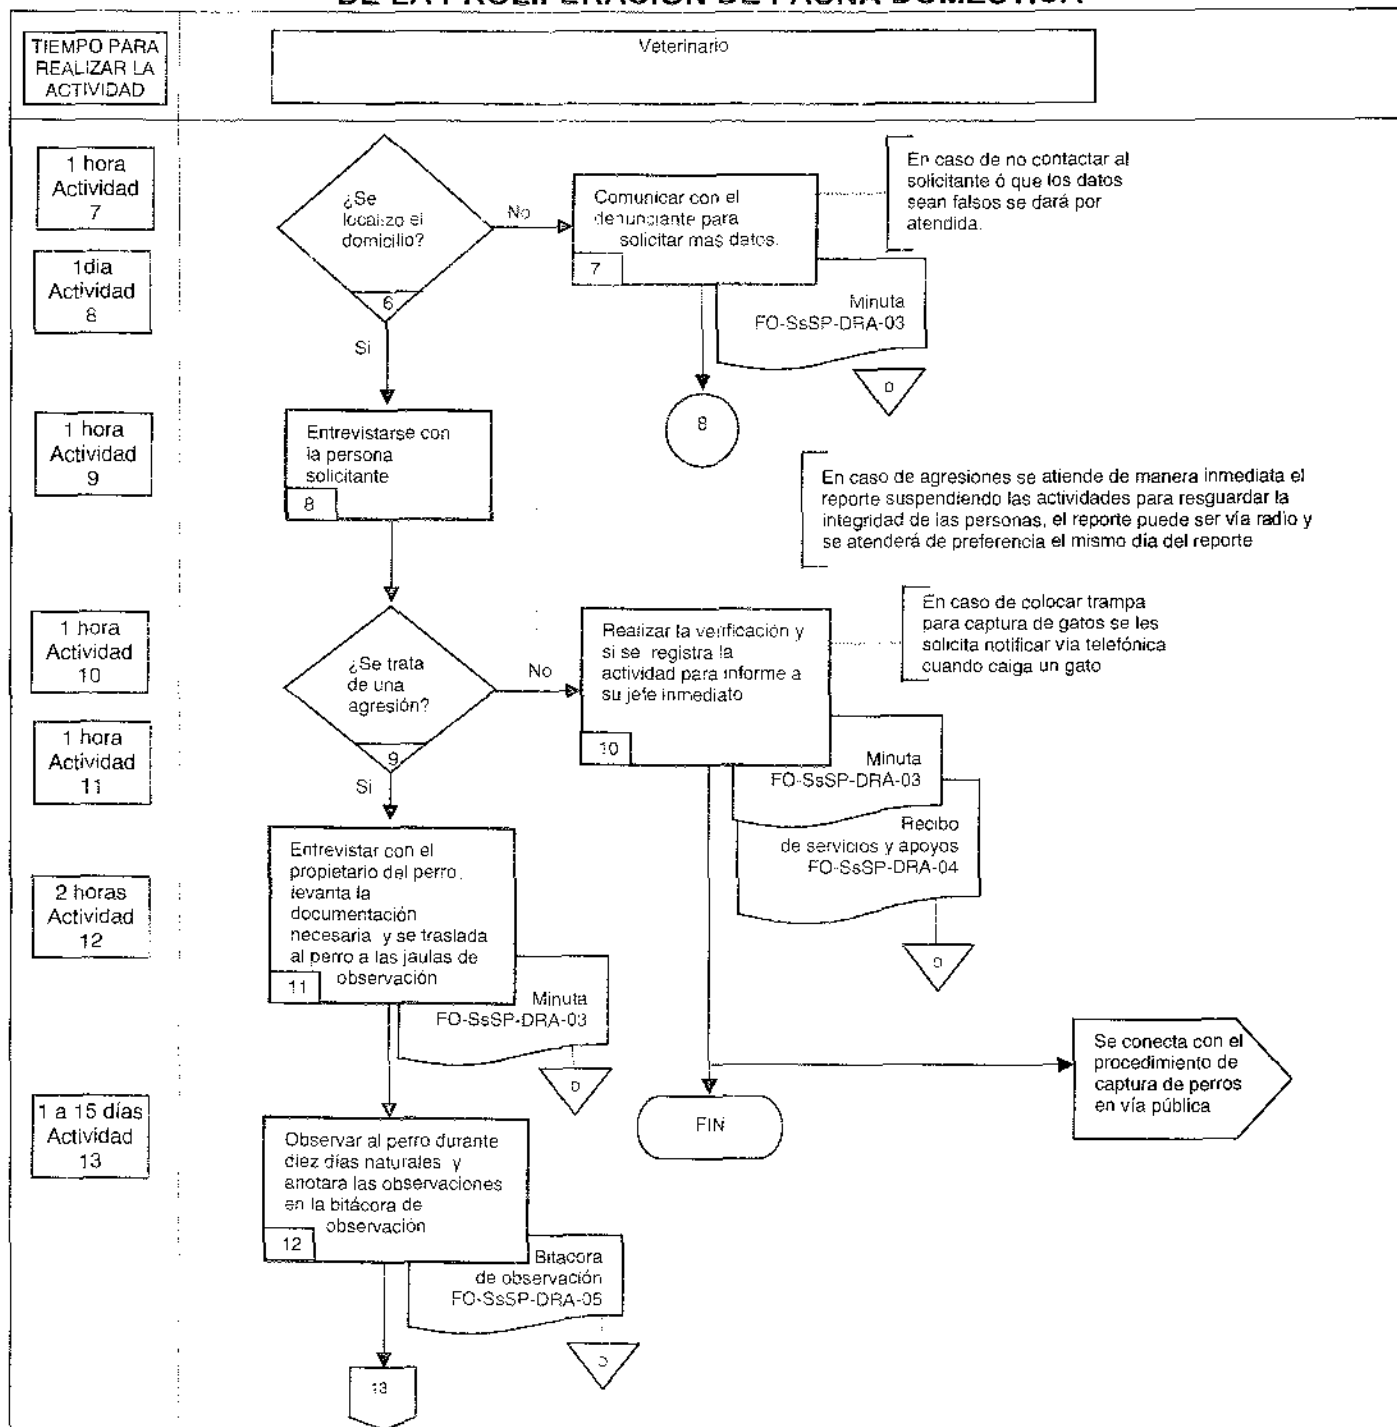 DE LA PROLIFERACIÓN DE FAUNA DOMÉSTICA
TIEMPO PARA
REALIZAR LA
ACTIVIDAD
Veterinario
1 hora
Actividad
7
¿Se
localizo el
domicilio?
6
No
Comunicar con el
denunciante para
solicitar mas datos.
7
En caso de no contactar al
solicitante ó que los datos
sean falsos se dará por
atendida.
1dia
Actividad
8
Minuta
FO-SsSP-DRA-03
0
Si
8
1 hora
Actividad
9
Entrevistarse con
la persona
solicitante
8
En caso de agresiones se atiende de manera inmediata el
reporte suspendiendo las actividades para resguardar la
integridad de las personas, el reporte puede ser vía radio y
se atenderá de preferencia el mismo día del reporte
1 hora
Actividad
10
¿Se trata
de una
agresión?
9
No
Realizar la verificación y
si se registra la
actividad para informe a
su jefe inmediato
10
En caso de colocar trampa
para captura de gatos se les
solicita notificar vía telefónica
cuando caiga un gato
1 hora
Actividad
11
Minuta
FO-SsSP-DRA-03
Recibo
de servicios y apoyos
FO-SsSP-DRA-04
0
Si
Entrevistar con el
propietario del perro,
levanta la
documentación
necesaria y se traslada
al perro a las jaulas de
observación
11
2 horas
Actividad
12
Minuta
FO-SsSP-DRA-03
0
Se conecta con el
procedimiento de
captura de perros
en vía pública
FIN
1 a 15 días
Actividad
13
Observar al perro durante
diez días naturales y
anotara las observaciones
en la bitácora de
observación
12
Bitacora
de observación
FO-SsSP-DRA-05
0
13